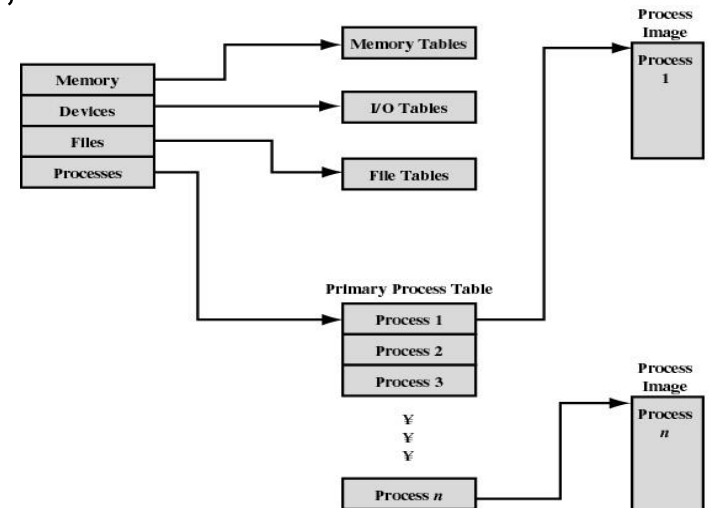 Process
Image
Memory Tables
Process
1
Memory
Devices
I/O Tables
Files
Processes
File Tables
Primary Process Table
Process 1
Process 2
Process 3
Process
Image
¥
¥
¥
Process
n
Process n